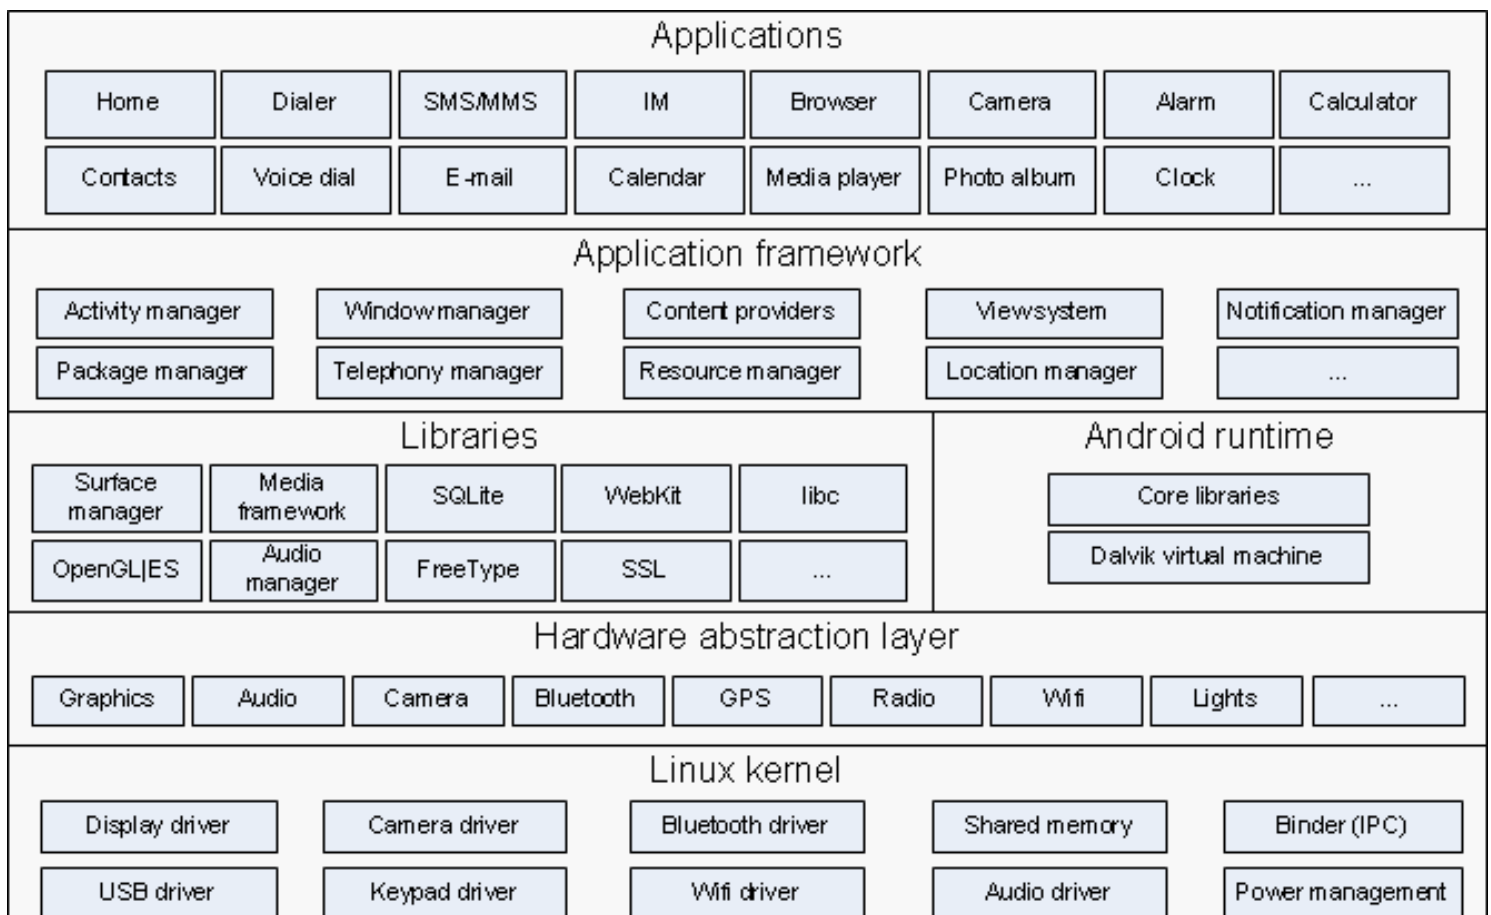 Applications
Home Dialer SMS/MMS IM Browser Camera Alarm Calculator
Contacts Voice dial E-mail Calendar Media player Photo album Clock ...
Application framework
Activity manager Window manager Content providers View system Notification manager
Package manager Telephony manager Resource manager Location manager ...
Libraries
Surface manager Media framework SQLite WebKit libc
OpenGL|ES Audio manager FreeType SSL ...
Android runtime
Core libraries
Dalvik virtual machine
Hardware abstraction layer
Graphics Audio Camera Bluetooth GPS Radio Wifi Lights ...
Linux kernel
Display driver Camera driver Bluetooth driver Shared memory Binder (IPC)
USB driver Keypad driver Wifi driver Audio driver Power management